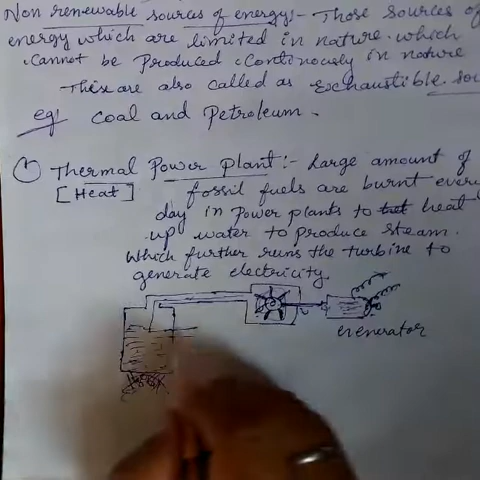 Non renewable sources of energy:- Those sources of
energy which are limited in nature. which
cannot be Produced continously in nature
These are also called as Exhaustible sou
eg: Coal and Petroleum.
① Thermal Power plant:- Large amount of
[Heat] fossil fuels are burnt every
day in power plants to heat
up water to produce steam.
which further runs the turbine to
generate electricity.
Generator